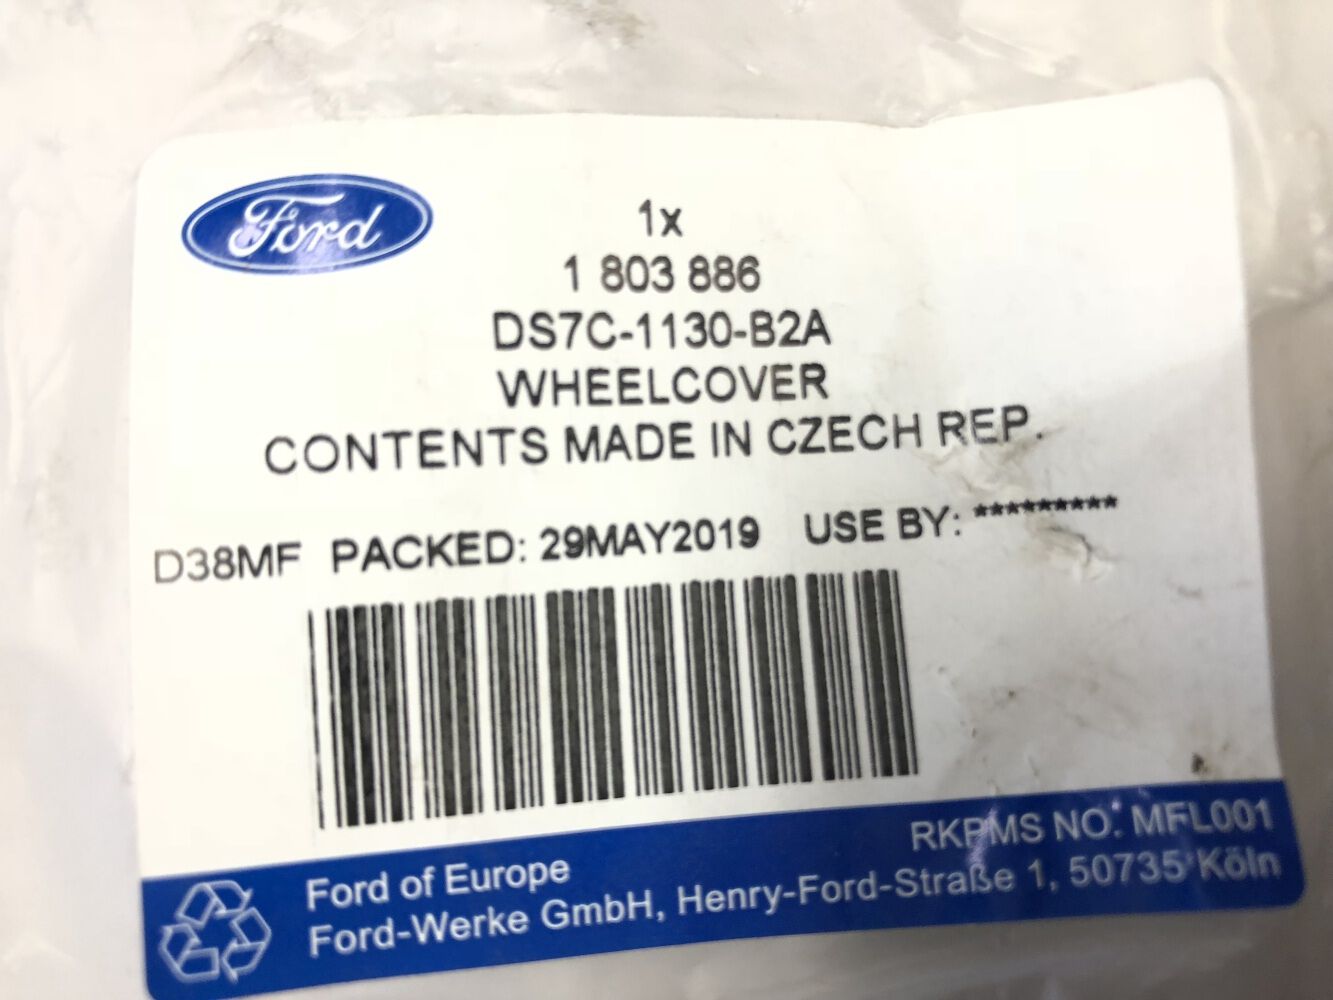 Ford
1x
1 803 886
DS7C-1130-B2A
WHEELCOVER
CONTENTS MADE IN CZECH REP.
D38MF PACKED: 29MAY2019 USE BY: *********
RKPMS NO: MFL001
Ford of Europe
Ford-Werke GmbH, Henry-Ford-Straße 1, 50735 Köln